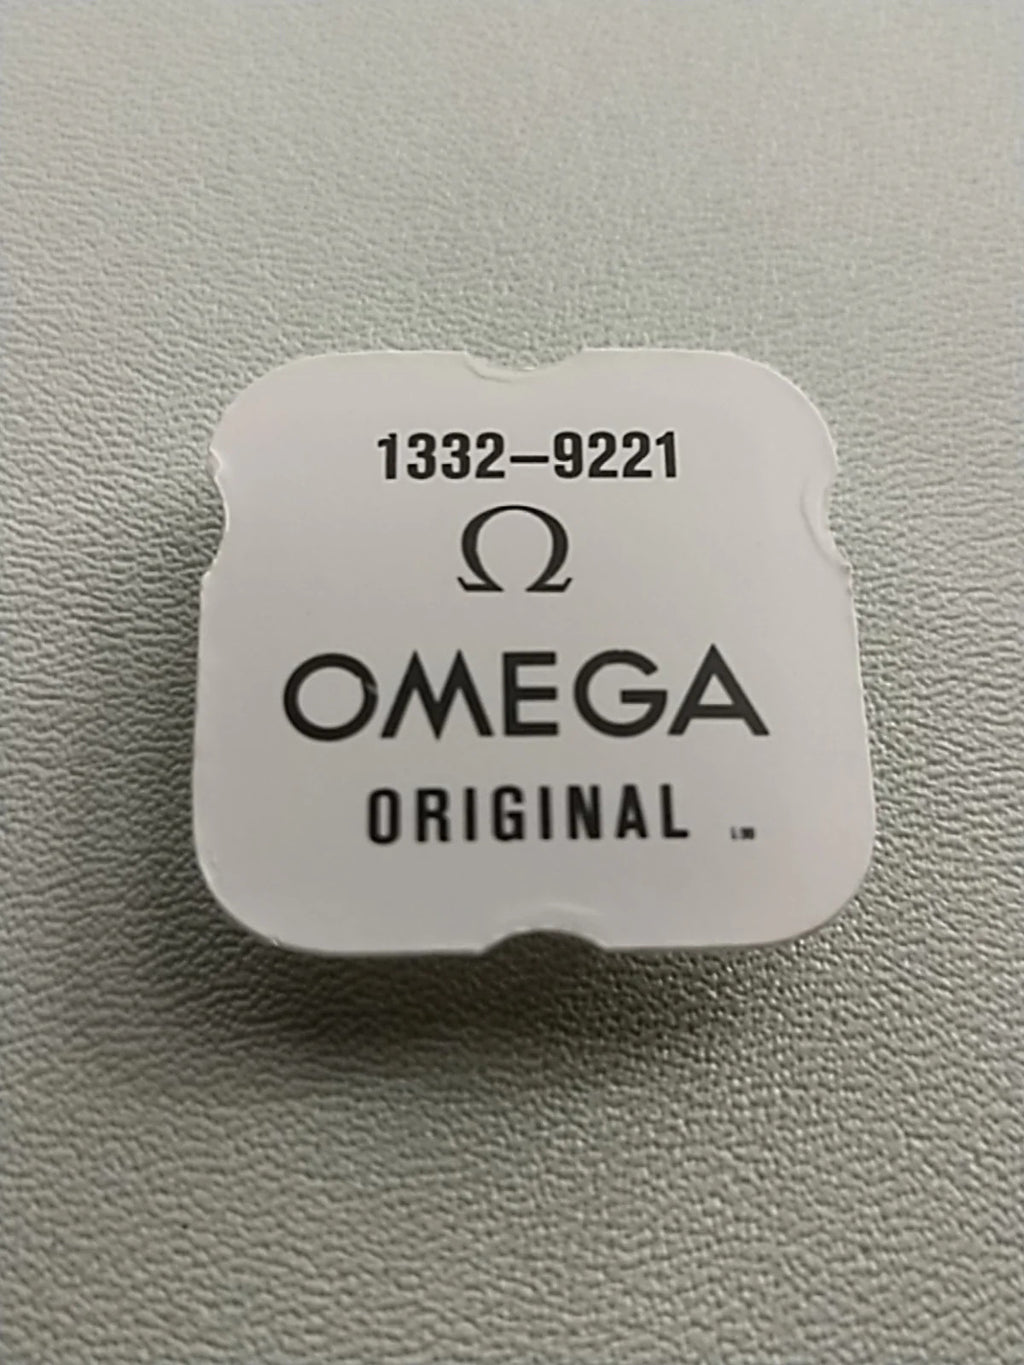 1332-9221
Ω
OMEGA
ORIGINAL